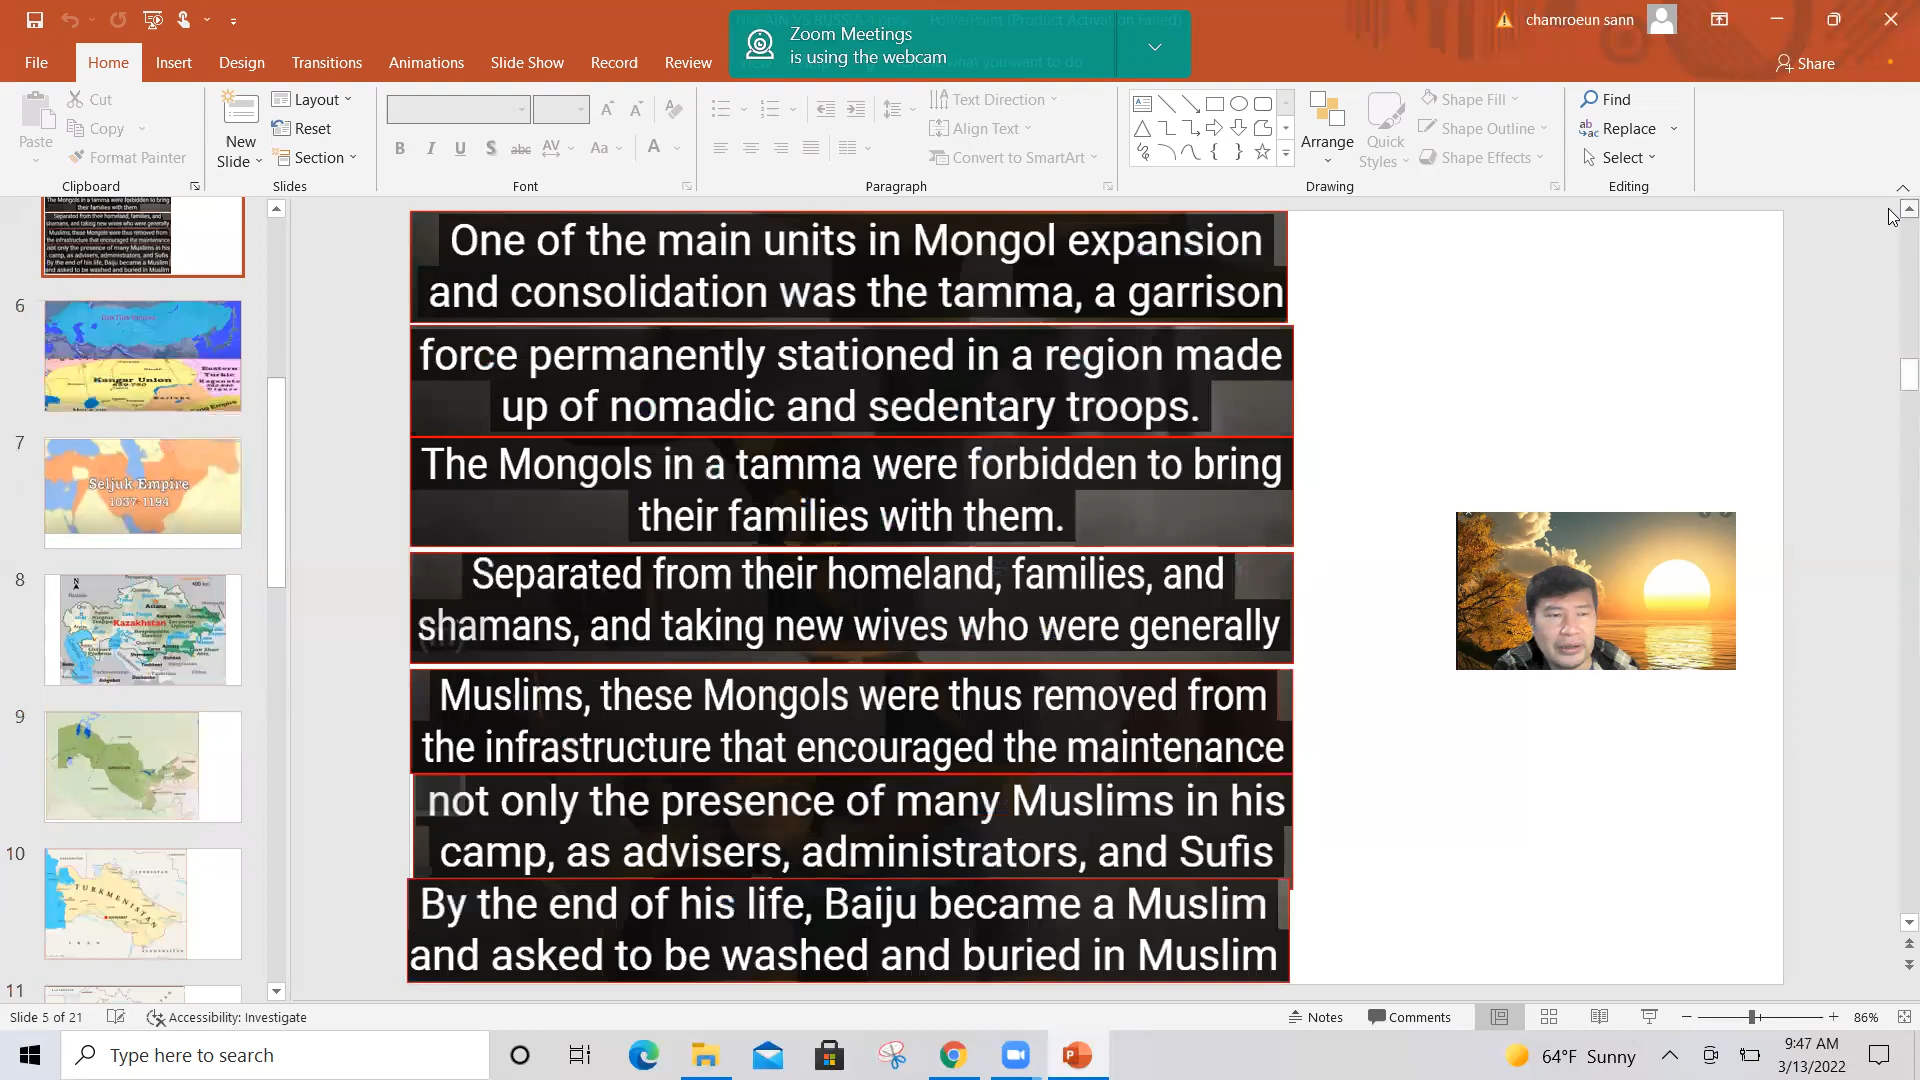 chamroeun sann
Zoom Meetings
is using the webcam
File
Home
Insert
Design
Transitions
Animations
Slide Show
Record
Review
Share
Paste
Cut
Copy
Format Painter
Clipboard
New
Slide
Layout
Reset
Section
Slides
Font
Text Direction
Align Text
Convert to SmartArt
Paragraph
Arrange
Quick
Styles
Shape Fill
Shape Outline
Shape Effects
Drawing
Find
Replace
Select
Editing
6
Kangar Union
7
Seljuk Empire
1037-1194
8
Kazakhstan
Astana
9
10
TURKMENISTAN
IRAN
11
One of the main units in Mongol expansion
and consolidation was the tamma, a garrison
force permanently stationed in a region made
up of nomadic and sedentary troops.
The Mongols in a tamma were forbidden to bring
their families with them.
Separated from their homeland, families, and
shamans, and taking new wives who were generally
Muslims, these Mongols were thus removed from
the infrastructure that encouraged the maintenance
not only the presence of many Muslims in his
camp, as advisers, administrators, and Sufis
By the end of his life, Baiju became a Muslim
and asked to be washed and buried in Muslim
Slide 5 of 21
Accessibility: Investigate
Notes
Comments
86%
Type here to search
64°F Sunny
9:47 AM
3/13/2022